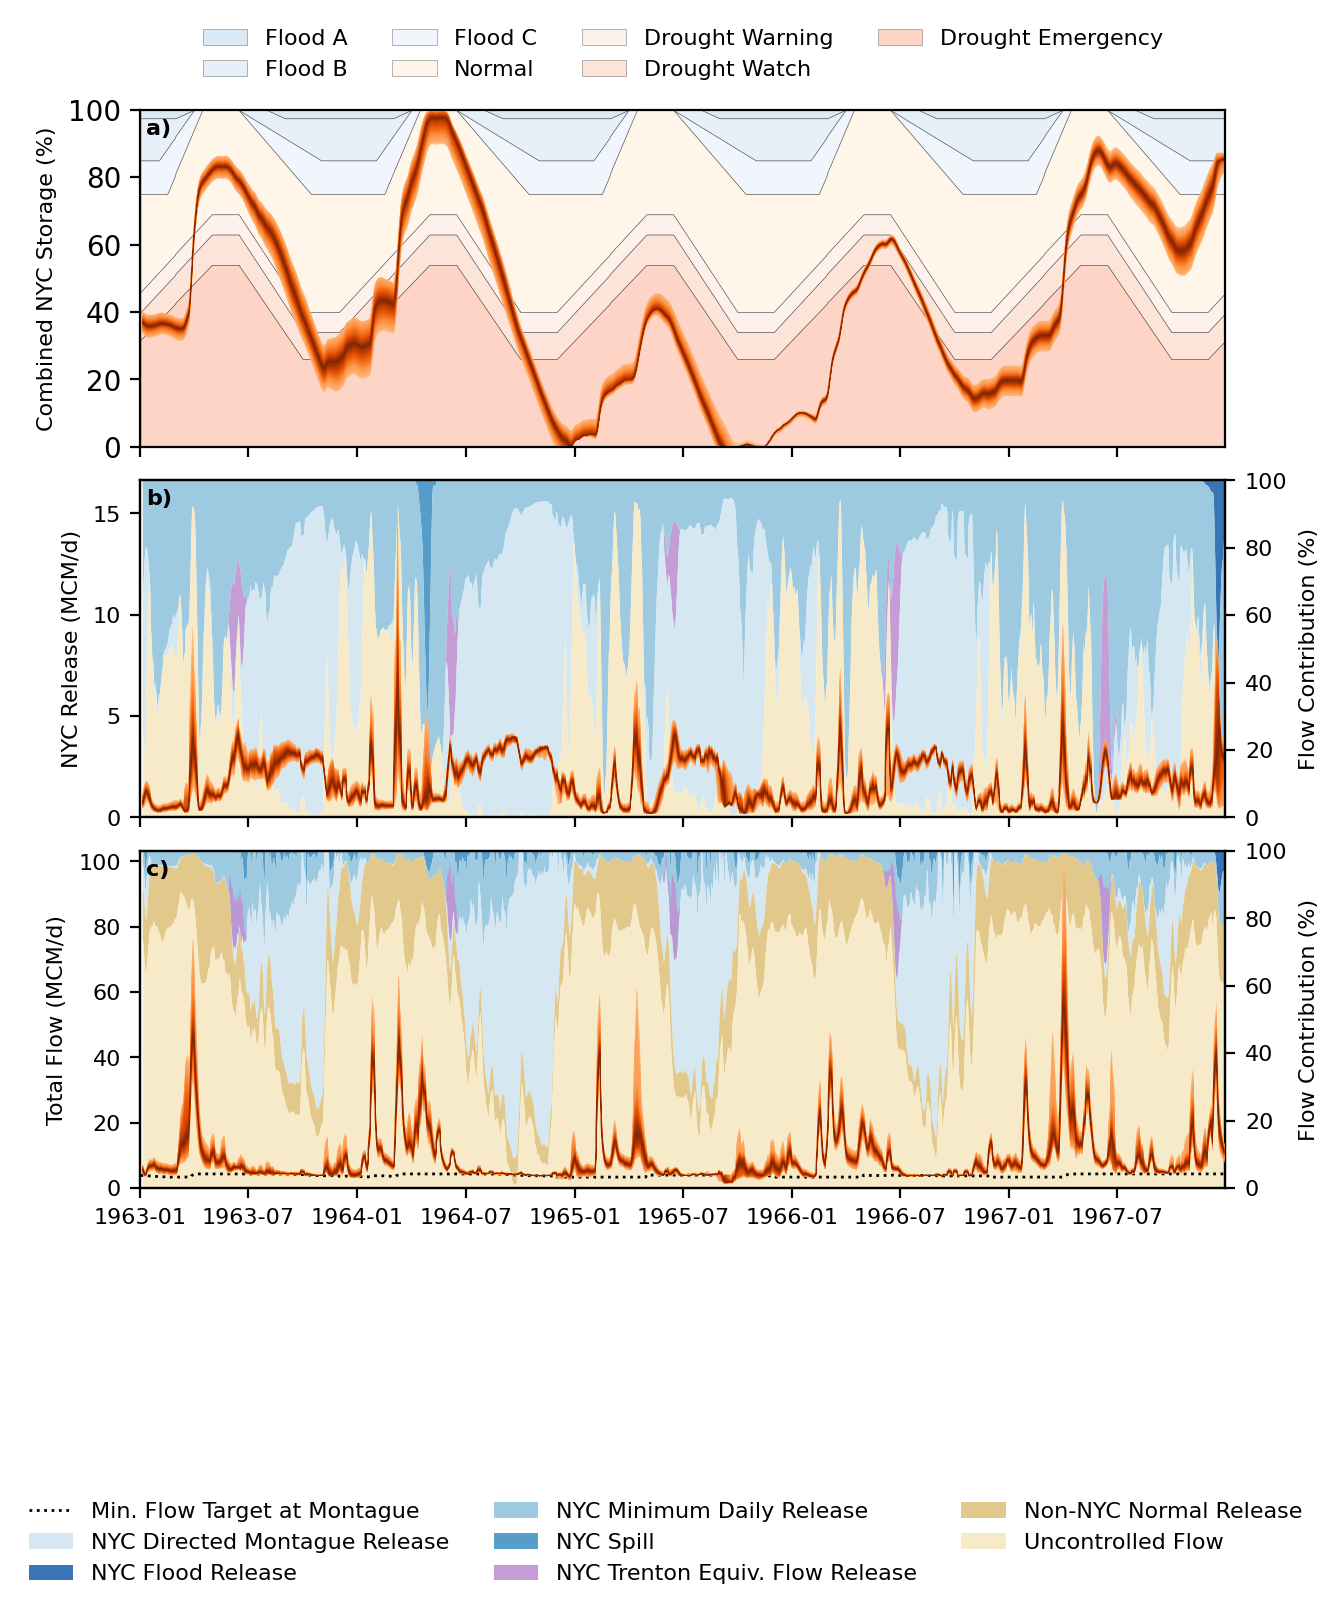 Flood A Flood C Drought Warning Drought Emergency
Flood B Normal Drought Watch
a)
Combined NYC Storage (%)
100
80
60
40
20
0
b)
NYC Release (MCM/d)
15
10
5
0
100
80
60
40
20
0
Flow Contribution (%)
c)
Total Flow (MCM/d)
100
80
60
40
20
0
100
80
60
40
20
0
Flow Contribution (%)
1963-01 1963-07 1964-01 1964-07 1965-01 1965-07 1966-01 1966-07 1967-01 1967-07
Min. Flow Target at Montague NYC Minimum Daily Release Non-NYC Normal Release
NYC Directed Montague Release NYC Spill Uncontrolled Flow
NYC Flood Release NYC Trenton Equiv. Flow Release